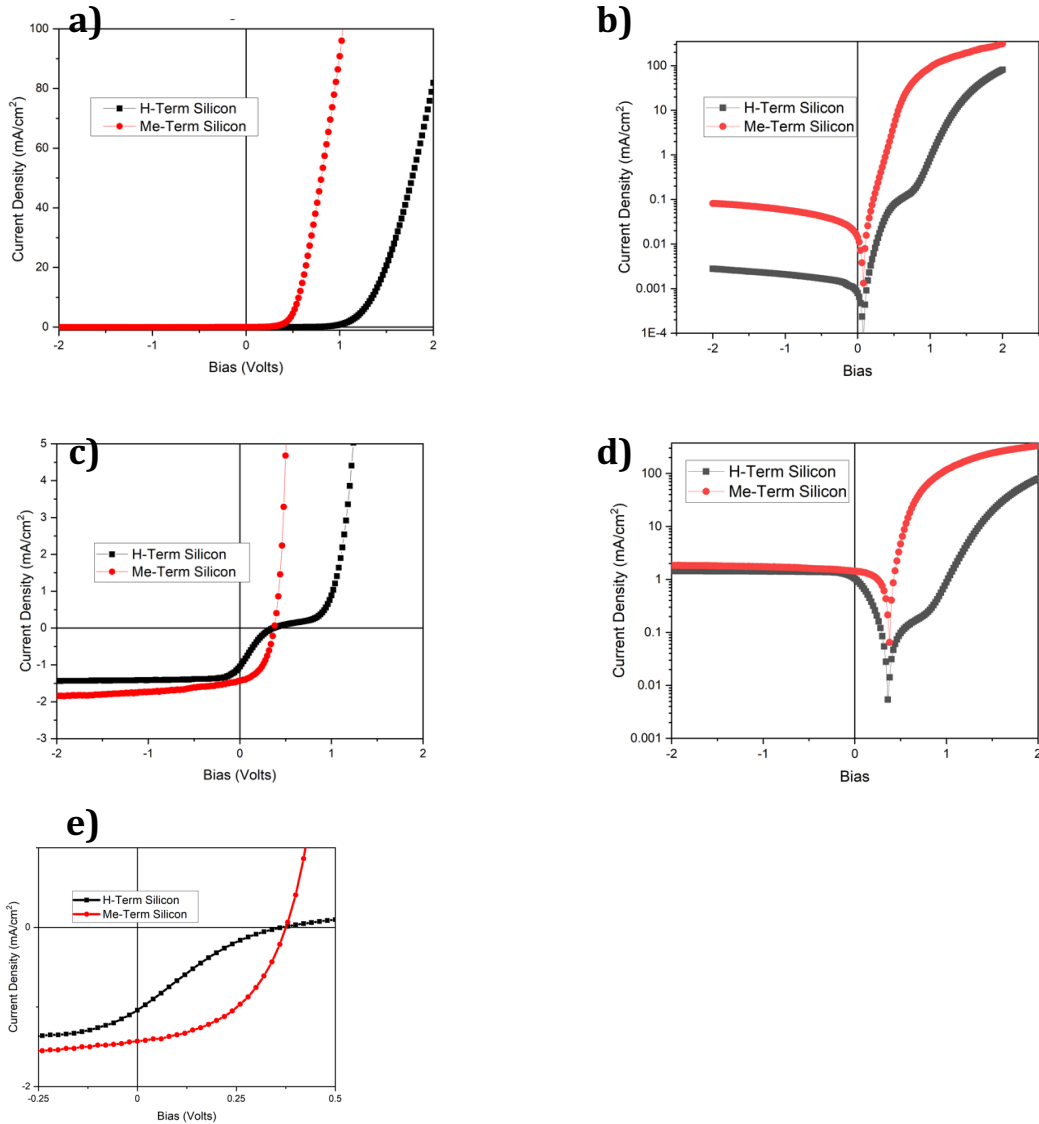 a)
100
80
60
40
20
0
Current Density (mA/cm²)
H-Term Silicon
Me-Term Silicon
-2 -1 0 1 2
Bias (Volts)
b)
100
10
1
0.1
0.01
0.001
1E-4
Current Density (mA/cm²)
H-Term Silicon
Me-Term Silicon
-2 -1 0 1 2
Bias
c)
5
4
3
2
1
0
-1
-2
-3
Current Density (mA/cm²)
H-Term Silicon
Me-Term Silicon
-2 -1 0 1 2
Bias (Volts)
d)
100
10
1
0.1
0.01
0.001
Current Density (mA/cm²)
H-Term Silicon
Me-Term Silicon
-2 -1 0 1 2
Bias
e)
0
-2
Current Density (mA/cm²)
H-Term Silicon
Me-Term Silicon
-0.25 0 0.25 0.5
Bias (Volts)